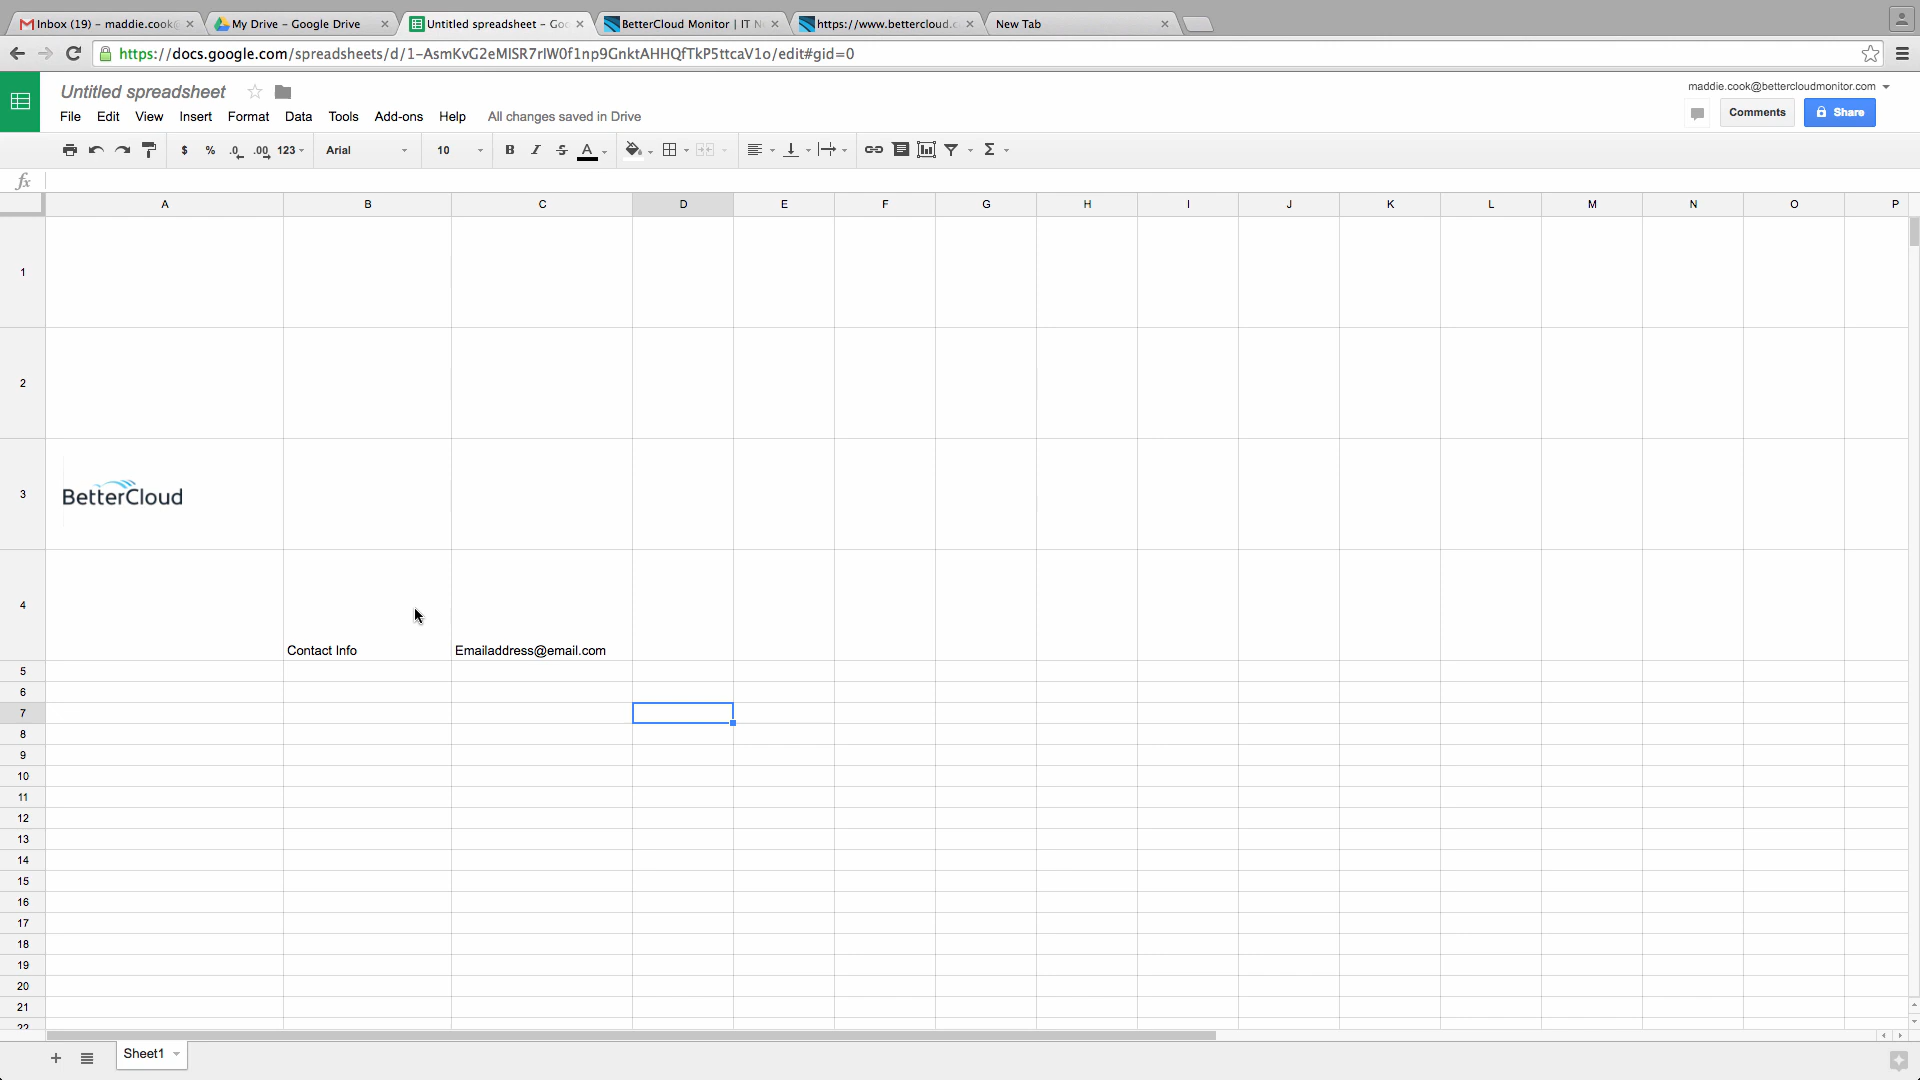 Inbox (19) – maddie.cook@
My Drive – Google Drive
Untitled spreadsheet – Goo
BetterCloud Monitor | IT N
https://www.bettercloud.c
New Tab
https://docs.google.com/spreadsheets/d/1-AsmKvG2eMlSR7rlW0f1np9GnktAHHQfTkP5ttcaV1o/edit#gid=0
Untitled spreadsheet
maddie.cook@bettercloudmonitor.com
File Edit View Insert Format Data Tools Add-ons Help All changes saved in Drive
Comments
Share
$ % .0 .00 123 Arial 10 B I S A Σ
fx
A B C D E F G H I J K L M N O P
1
2
3
BetterCloud
4
Contact Info Emailaddress@email.com
5
6
7
8
9
10
11
12
13
14
15
16
17
18
19
20
21
22
Sheet1